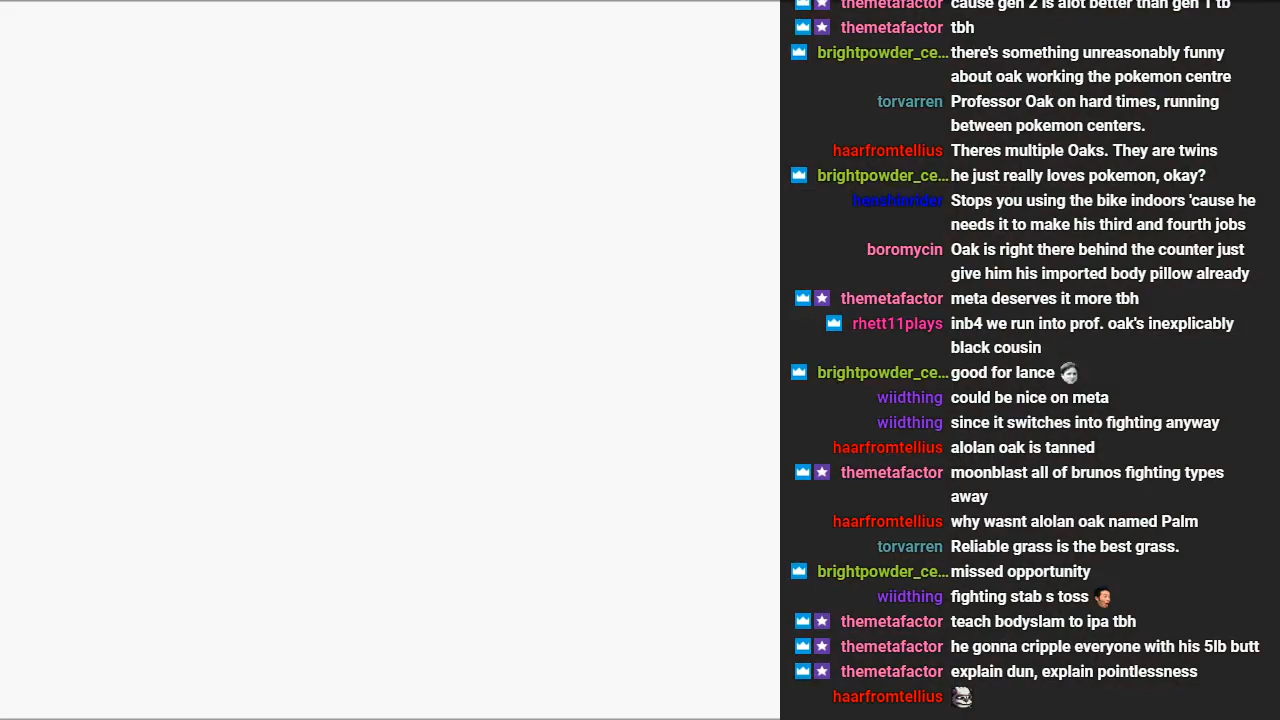 themetafactor cause gen 2 is alot better than gen 1 tb
themetafactor tbh
brightpowder_ce... there's something unreasonably funny
about oak working the pokemon centre
torvarren Professor Oak on hard times, running
between pokemon centers.
haarfromtellius Theres multiple Oaks. They are twins
brightpowder_ce... he just really loves pokemon, okay?
henshinrider Stops you using the bike indoors 'cause he
needs it to make his third and fourth jobs
boromycin Oak is right there behind the counter just
give him his imported body pillow already
themetafactor meta deserves it more tbh
rhett11plays inb4 we run into prof. oak's inexplicably
black cousin
brightpowder_ce... good for lance
wiidthing could be nice on meta
wiidthing since it switches into fighting anyway
haarfromtellius alolan oak is tanned
themetafactor moonblast all of brunos fighting types
away
haarfromtellius why wasnt alolan oak named Palm
torvarren Reliable grass is the best grass.
brightpowder_ce... missed opportunity
wiidthing fighting stab s toss
themetafactor teach bodyslam to ipa tbh
themetafactor he gonna cripple everyone with his 5lb butt
themetafactor explain dun, explain pointlessness
haarfromtellius